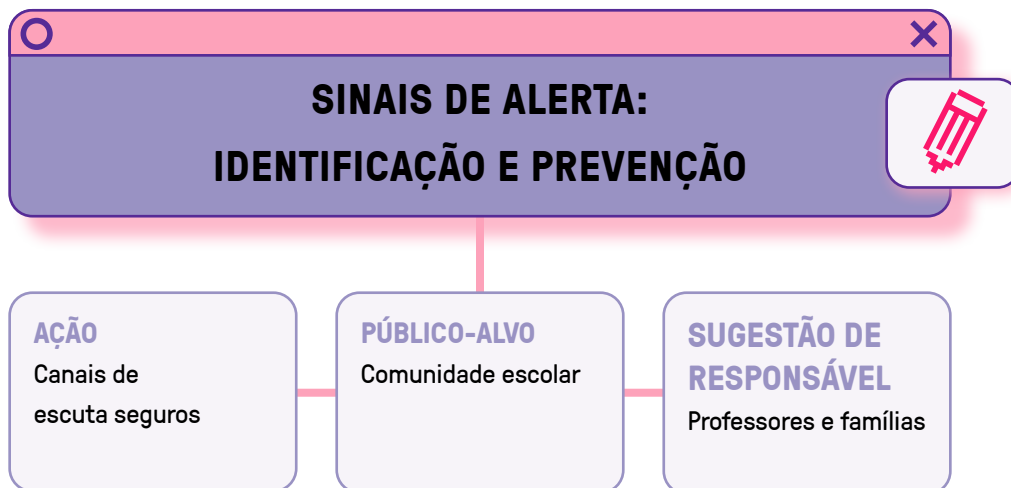 SINAIS DE ALERTA:
IDENTIFICAÇÃO E PREVENÇÃO
AÇÃO
Canais de
escuta seguros
PÚBLICO-ALVO
Comunidade escolar
SUGESTÃO DE
RESPONSÁVEL
Professores e famílias